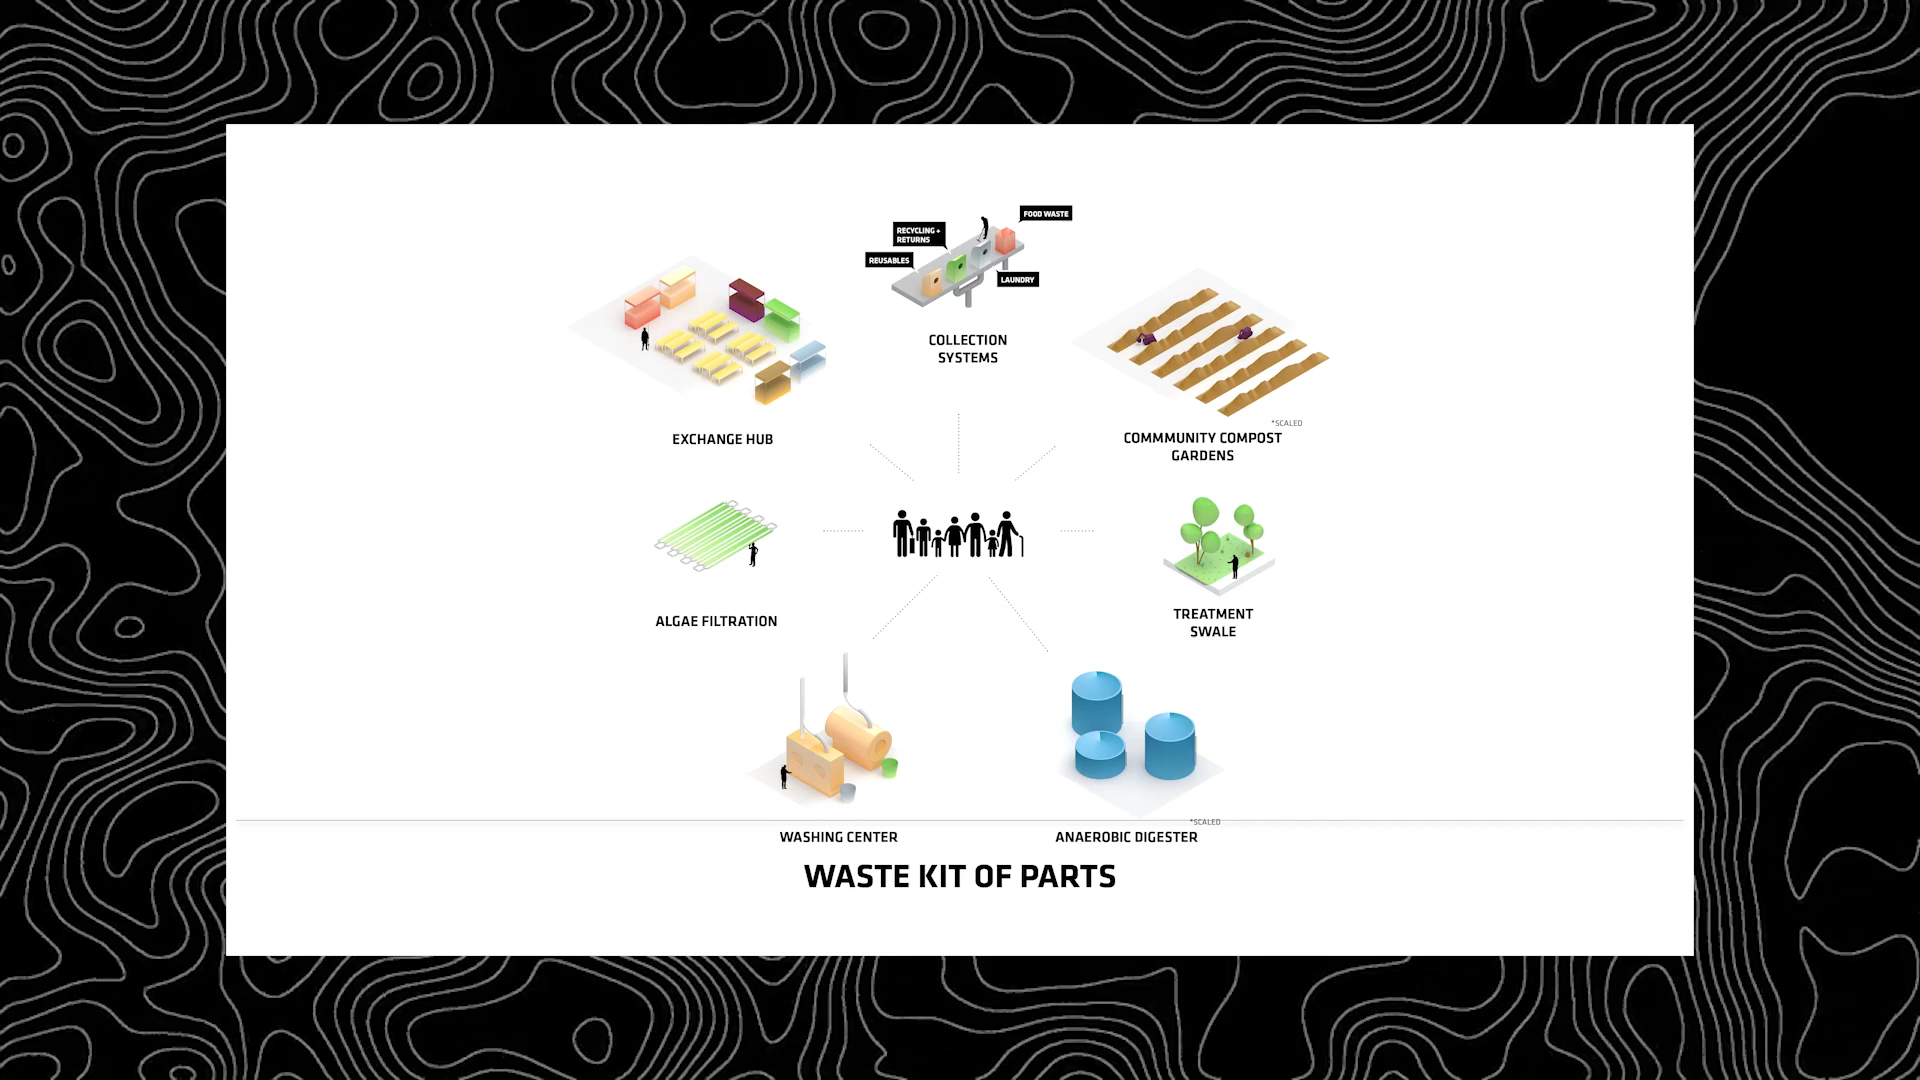 FOOD WASTE
RECYCLING +
RETURNS
REUSABLES
LAUNDRY
COLLECTION
SYSTEMS
EXCHANGE HUB
*SCALED
COMMMUNITY COMPOST
GARDENS
ALGAE FILTRATION
TREATMENT
SWALE
*SCALED
WASHING CENTER
ANAEROBIC DIGESTER
WASTE KIT OF PARTS